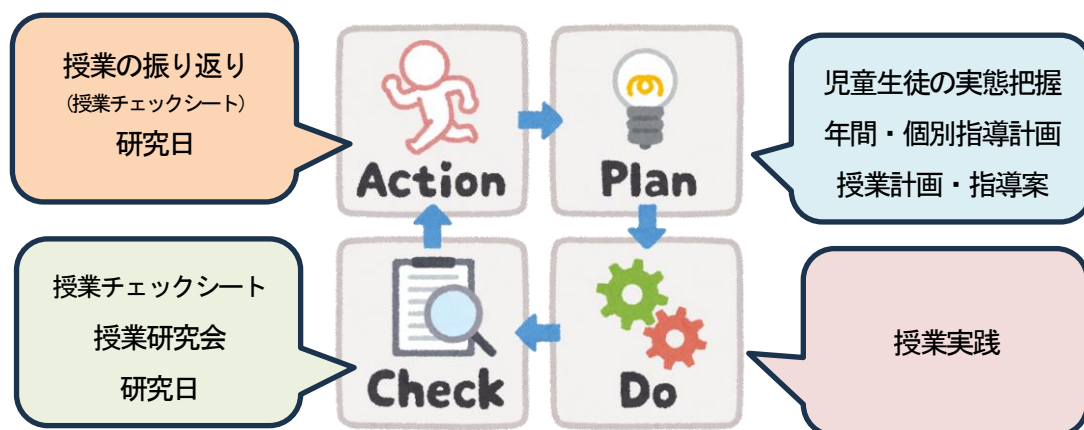 授業の振り返り
(授業チェックシート)
研究日
Action
Plan
児童生徒の実態把握
年間・個別指導計画
授業計画・指導案
授業チェックシート
授業研究会
研究日
Check
Do
授業実践